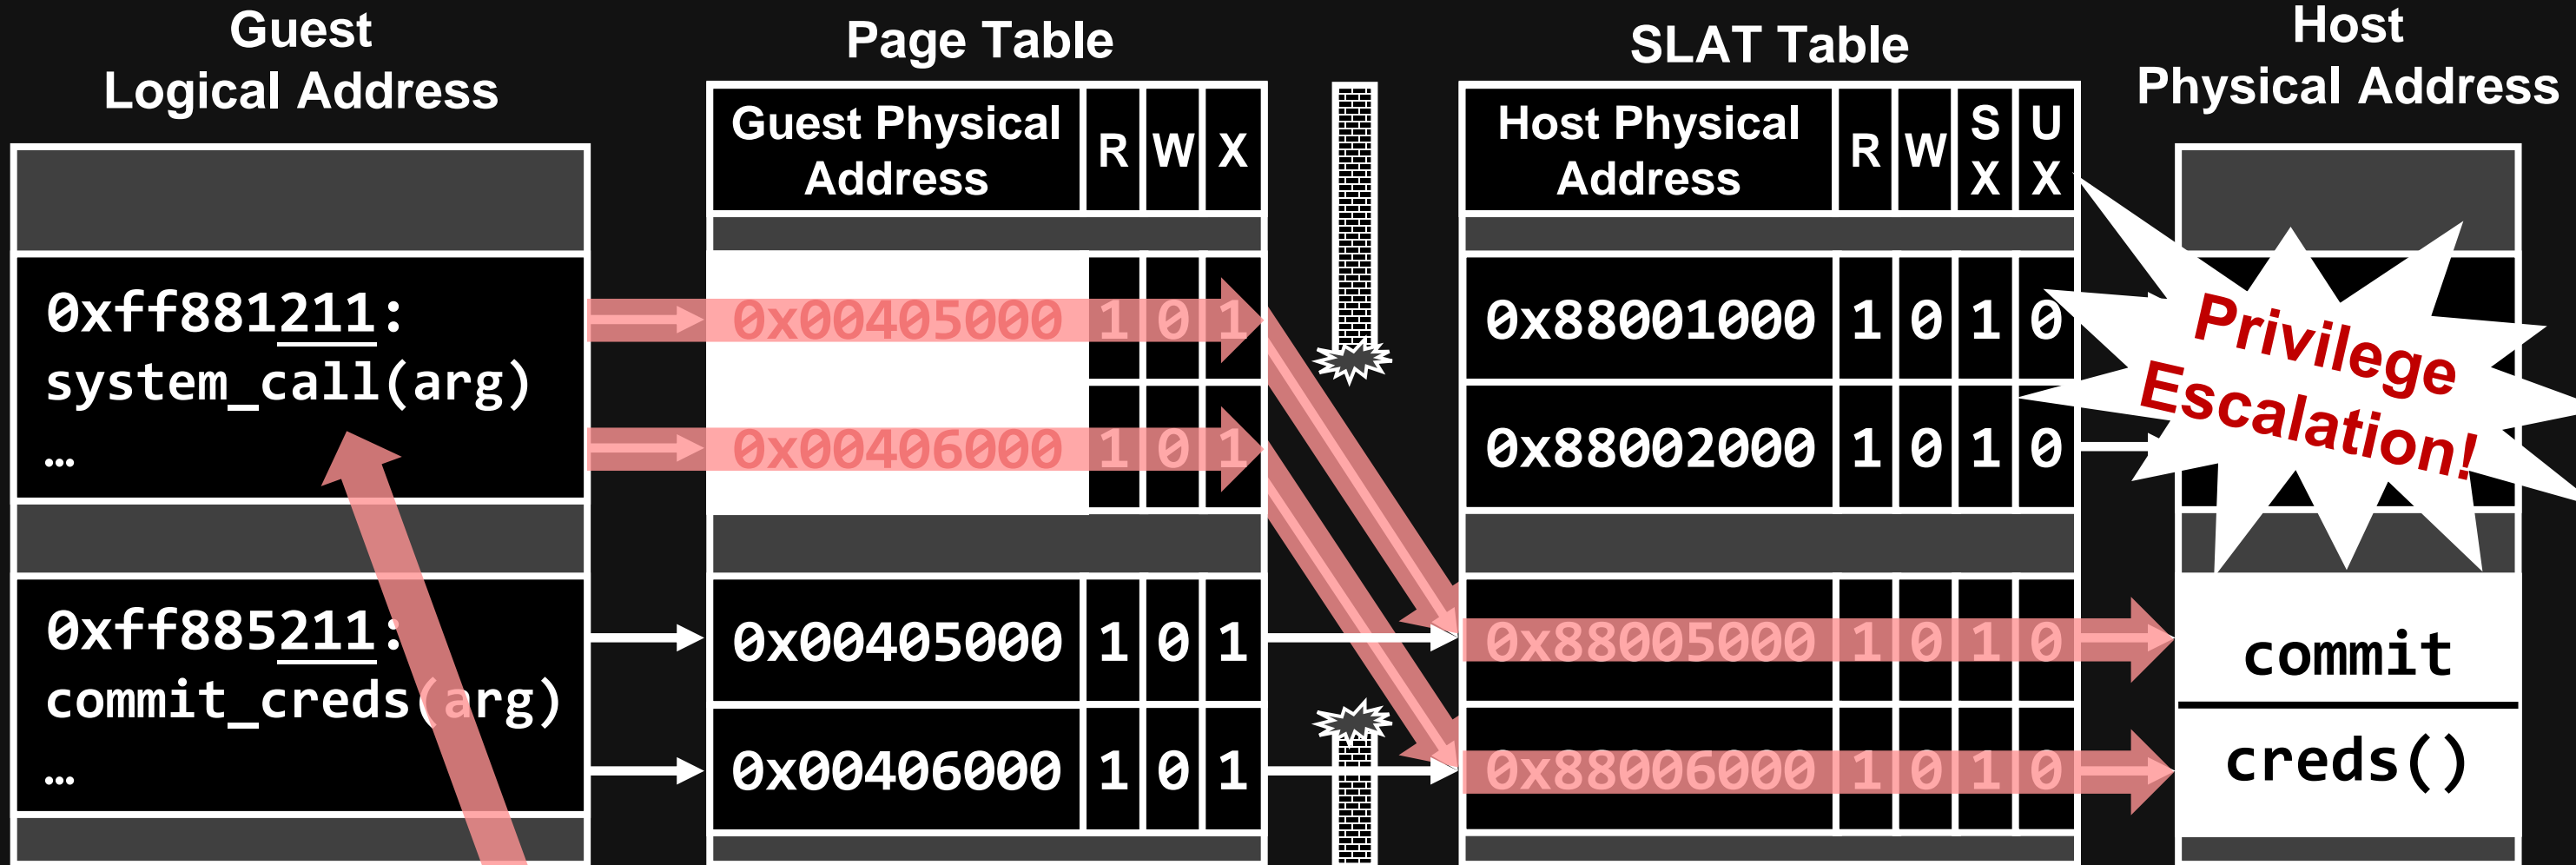 Guest
Logical Address
Page Table
SLAT Table
Host
Physical Address
Guest Physical
Address
R
W
X
Host Physical
Address
R
W
S
X
U
X
0xff881211:
system_call(arg)
…
0x00405000 1 0 1
0x00406000 1 0 1
0x88001000 1 0 1 0
0x88002000 1 0 1 0
Privilege
Escalation!
0xff885211:
commit_creds(arg)
…
0x00405000 1 0 1
0x00406000 1 0 1
0x88005000 1 0 1 0
0x88006000 1 0 1 0
commit
creds()